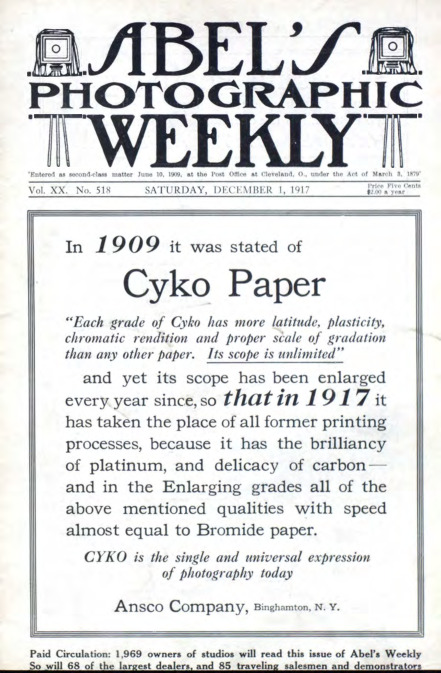 ABEL'S
PHOTOGRAPHIC
WEEKLY
"Entered as second-class matter June 10, 1909, at the Post Office at Cleveland, O., under the Act of March 3, 1879"
Vol. XX. No. 518 SATURDAY, DECEMBER 1, 1917 Price Five Cents
$2.00 a year
In 1909 it was stated of
Cyko Paper
"Each grade of Cyko has more latitude, plasticity,
chromatic rendition and proper scale of gradation
than any other paper. Its scope is unlimited"
and yet its scope has been enlarged
every year since, so that in 1917 it
has taken the place of all former printing
processes, because it has the brilliancy
of platinum, and delicacy of carbon—
and in the Enlarging grades all of the
above mentioned qualities with speed
almost equal to Bromide paper.
CYKO is the single and universal expression
of photography today
Ansco Company, Binghamton, N. Y.
Paid Circulation: 1,969 owners of studios will read this issue of Abel's Weekly
So will 68 of the largest dealers, and 85 traveling salesmen and demonstrators